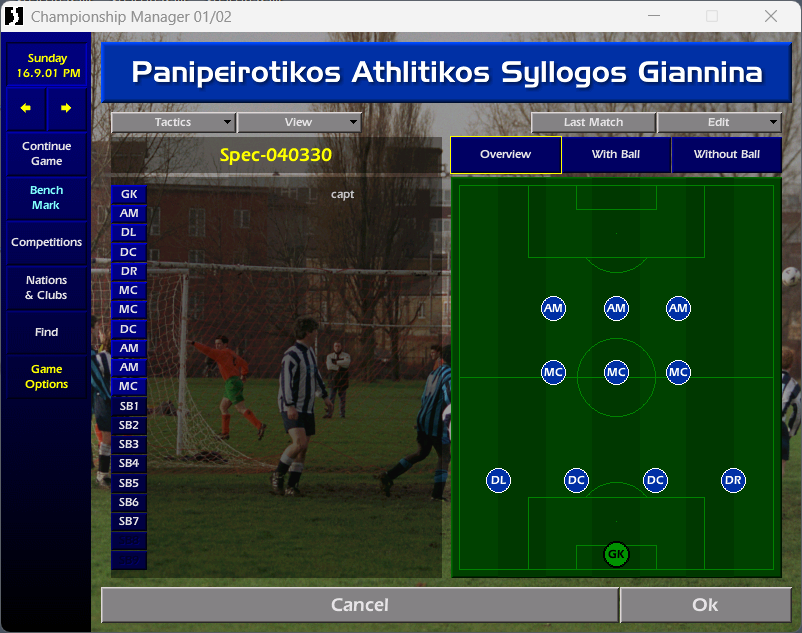 Championship Manager 01/02
Sunday
16.9.01 PM
Panipeirotikos Athlitikos Syllogos Giannina
Continue
Game
Bench
Mark
Competitions
Nations
& Clubs
Find
Game
Options
Tactics View Last Match Edit
Spec-040330
Overview With Ball Without Ball
GK capt
AM
DL
DC
DR
MC
MC
DC
AM
AM
MC
SB1
SB2
SB3
SB4
SB5
SB6
SB7
AM AM AM
MC MC MC
DL DC DC DR
GK
Cancel Ok